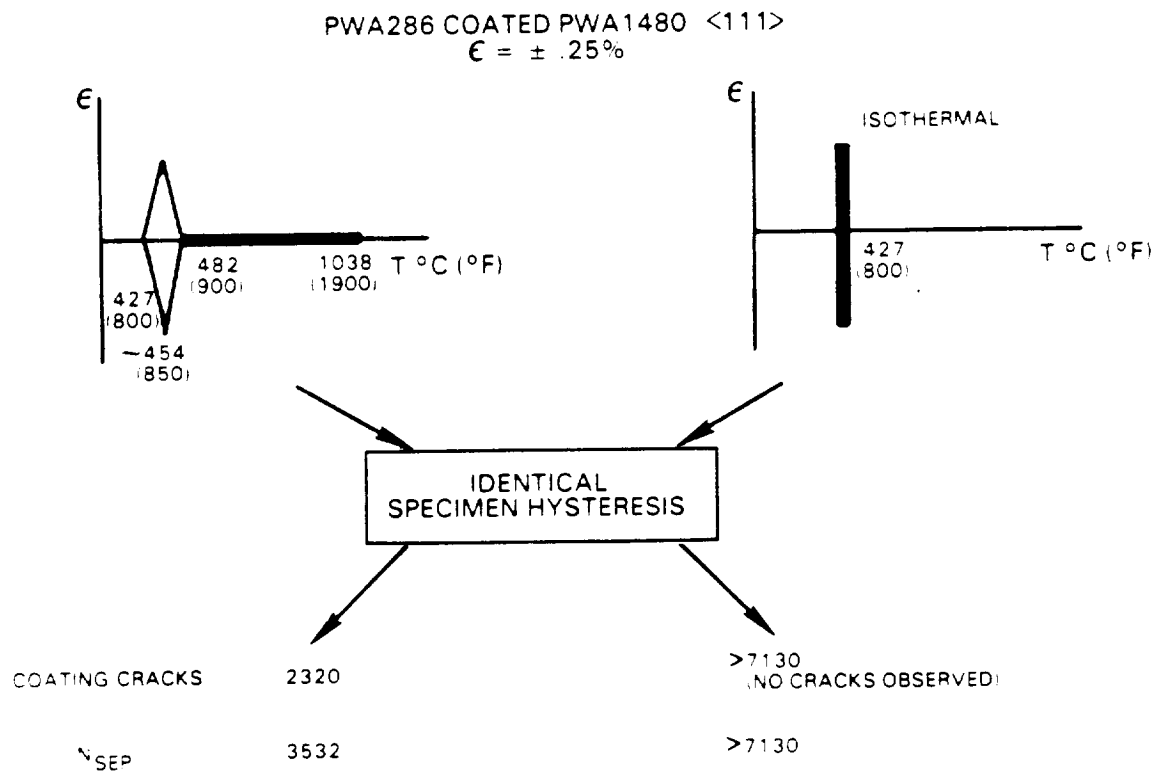 PWA286 COATED PWA1480 <111>
ϵ = ± .25%
ϵ
482
(900)
1038
(1900)
T °C (°F)
427
(800)
~454
(850)
ϵ
ISOTHERMAL
427
(800)
T °C (°F)
IDENTICAL
SPECIMEN HYSTERESIS
COATING CRACKS 2320 >7130
(NO CRACKS OBSERVED)
N SEP 3532 >7130